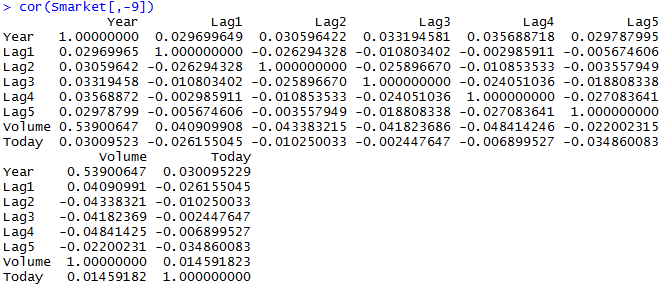 > cor(Smarket[,-9])
Year Lag1 Lag2 Lag3 Lag4 Lag5
Year 1.00000000 0.029699649 0.030596422 0.033194581 0.035688718 0.029787995
Lag1 0.02969965 1.000000000 -0.026294328 -0.010803402 -0.002985911 -0.005674606
Lag2 0.03059642 -0.026294328 1.000000000 -0.025896670 -0.010853533 -0.003557949
Lag3 0.03319458 -0.010803402 -0.025896670 1.000000000 -0.024051036 -0.018808338
Lag4 0.03568872 -0.002985911 -0.010853533 -0.024051036 1.000000000 -0.027083641
Lag5 0.02978799 -0.005674606 -0.003557949 -0.018808338 -0.027083641 1.000000000
Volume 0.53900647 0.040909908 -0.043383215 -0.041823686 -0.048414246 -0.022002315
Today 0.03009523 -0.026155045 -0.010250033 -0.002447647 -0.006899527 -0.034860083
Volume Today
Year 0.53900647 0.030095229
Lag1 0.04090991 -0.026155045
Lag2 -0.04338321 -0.010250033
Lag3 -0.04182369 -0.002447647
Lag4 -0.04841425 -0.006899527
Lag5 -0.02200231 -0.034860083
Volume 1.00000000 0.014591823
Today 0.01459182 1.000000000